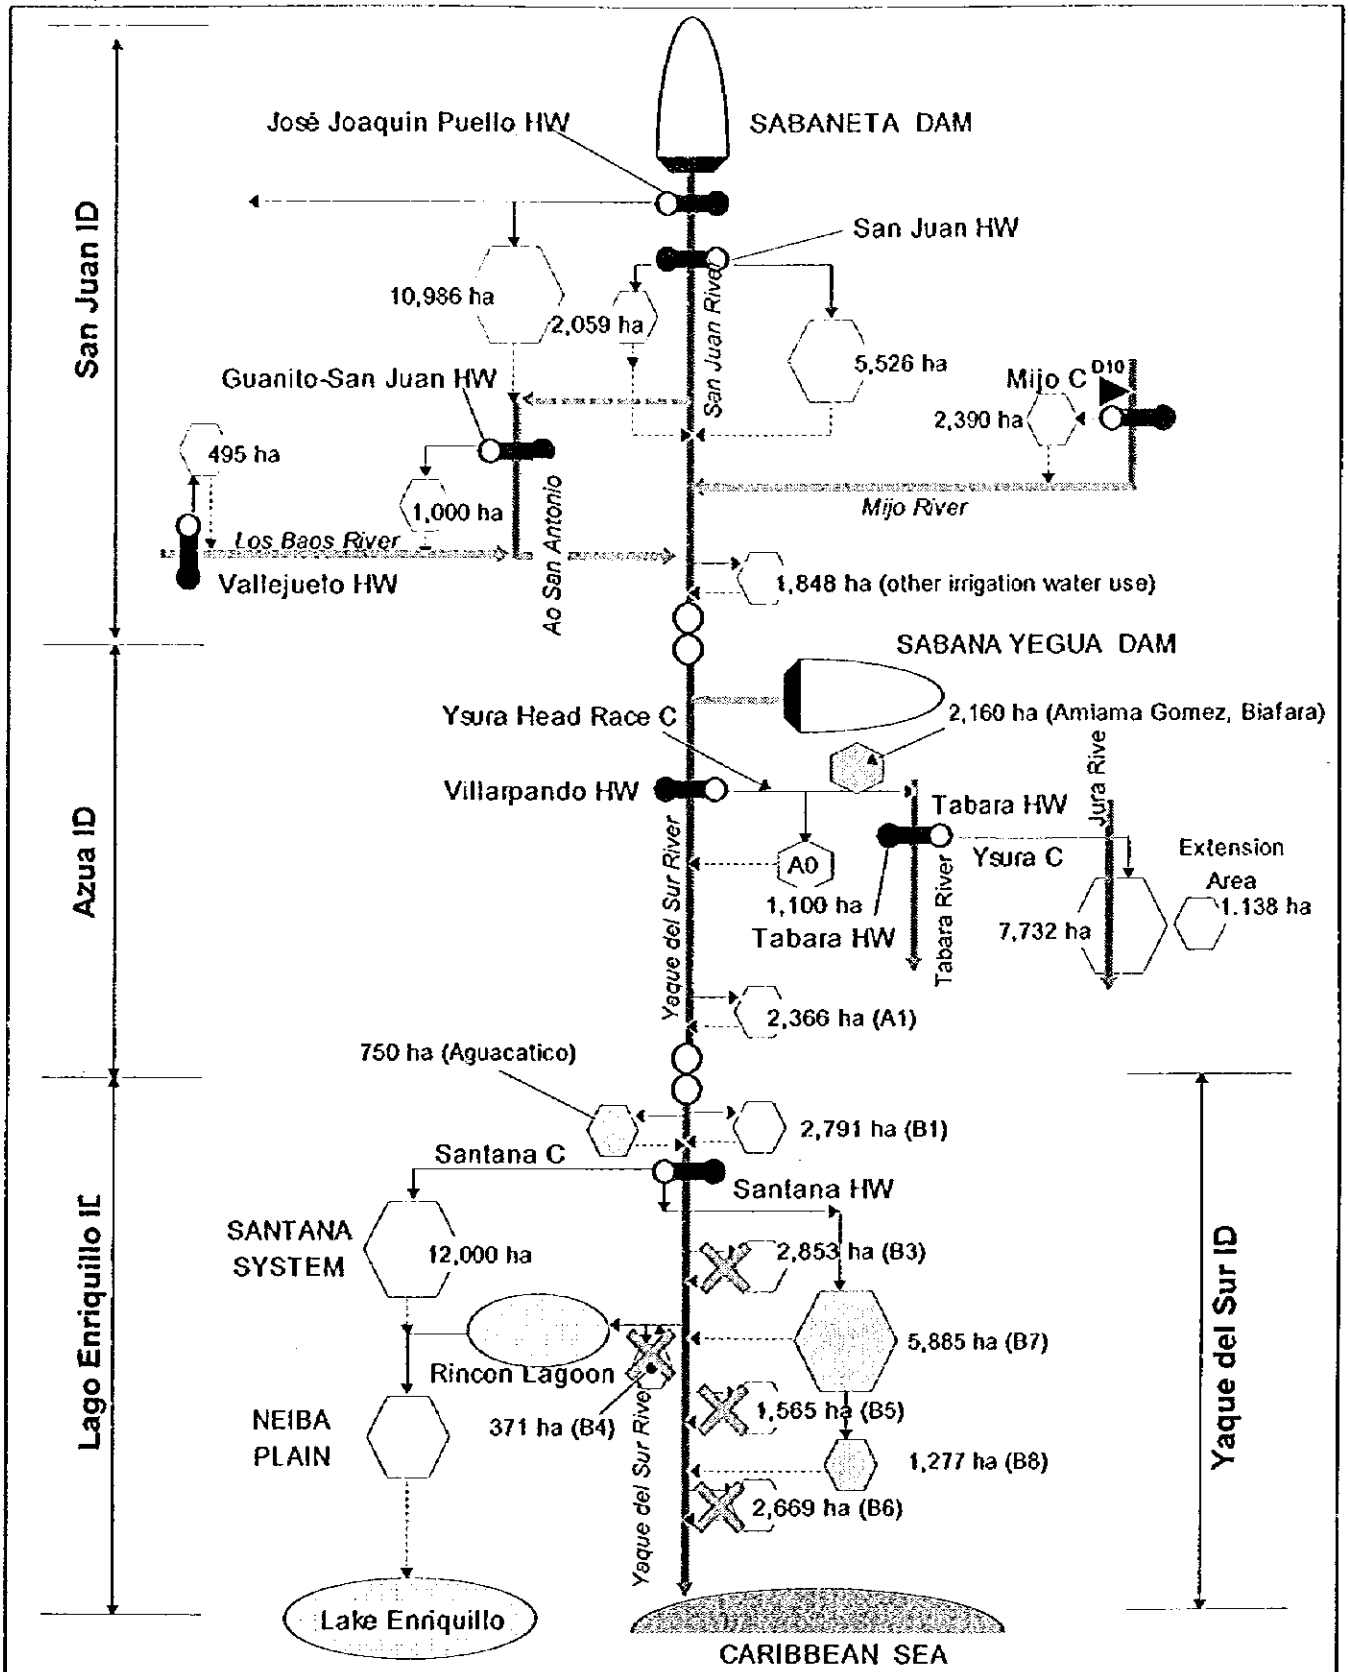 José Joaquin Puello HW
SABANETA DAM
San Juan ID
San Juan HW
10,986 ha
2,059 ha
San Juan River
5,526 ha
Guanito-San Juan HW
Mijo C
D10
2,390 ha
495 ha
1,000 ha
Mijo River
Los Baos River
Vallejuelo HW
Ao San Antonio
1,848 ha (other irrigation water use)
SABANA YEGUA DAM
Ysura Head Race C
2,160 ha (Amiama Gomez, Biafara)
Villarpando HW
Jura Rive
Tabara HW
Azua ID
Yaque del Sur River
A0
1,100 ha
Tabara HW
Tabara River
Ysura C
Extension
Area
1.138 ha
7,732 ha
2,366 ha (A1)
750 ha (Aguacatico)
2,791 ha (B1)
Santana C
Santana HW
Lago Enriquillo ID
SANTANA
SYSTEM
12,000 ha
2,853 ha (B3)
Yaque del Sur ID
5,885 ha (B7)
Rincon Lagoon
371 ha (B4)
1,565 ha (B5)
NEIBA
PLAIN
Yaque del Sur River
1,277 ha (B8)
2,669 ha (B6)
Lake Enriquillo
CARIBBEAN SEA